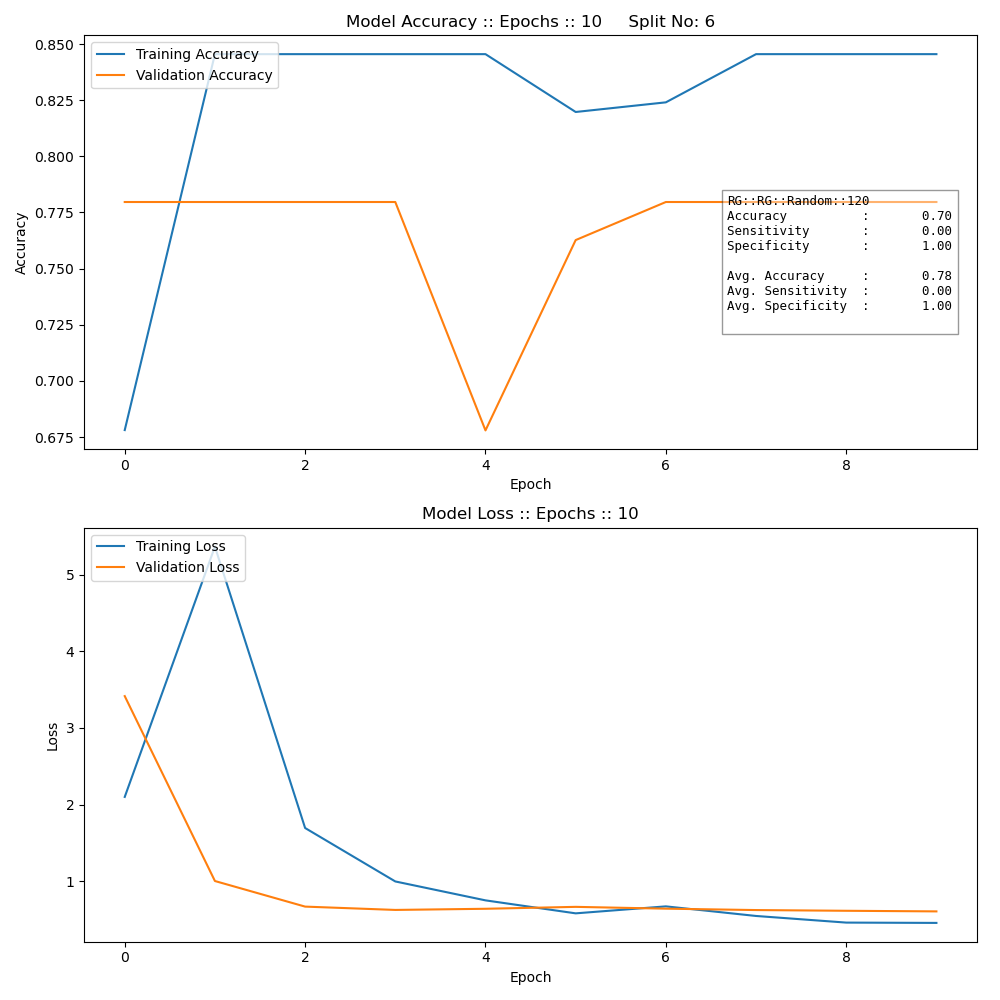 Model Accuracy :: Epochs :: 10     Split No: 6
0.850
0.825
0.800
0.775
0.750
0.725
0.700
0.675
Accuracy
Training Accuracy
Validation Accuracy
RG::RG::Random::120
Accuracy          :       0.70
Sensitivity       :       0.00
Specificity       :       1.00
Avg. Accuracy     :       0.78
Avg. Sensitivity  :       0.00
Avg. Specificity  :       1.00
0 2 4 6 8
Epoch
Model Loss :: Epochs :: 10
5
4
3
2
1
Loss
Training Loss
Validation Loss
0 2 4 6 8
Epoch